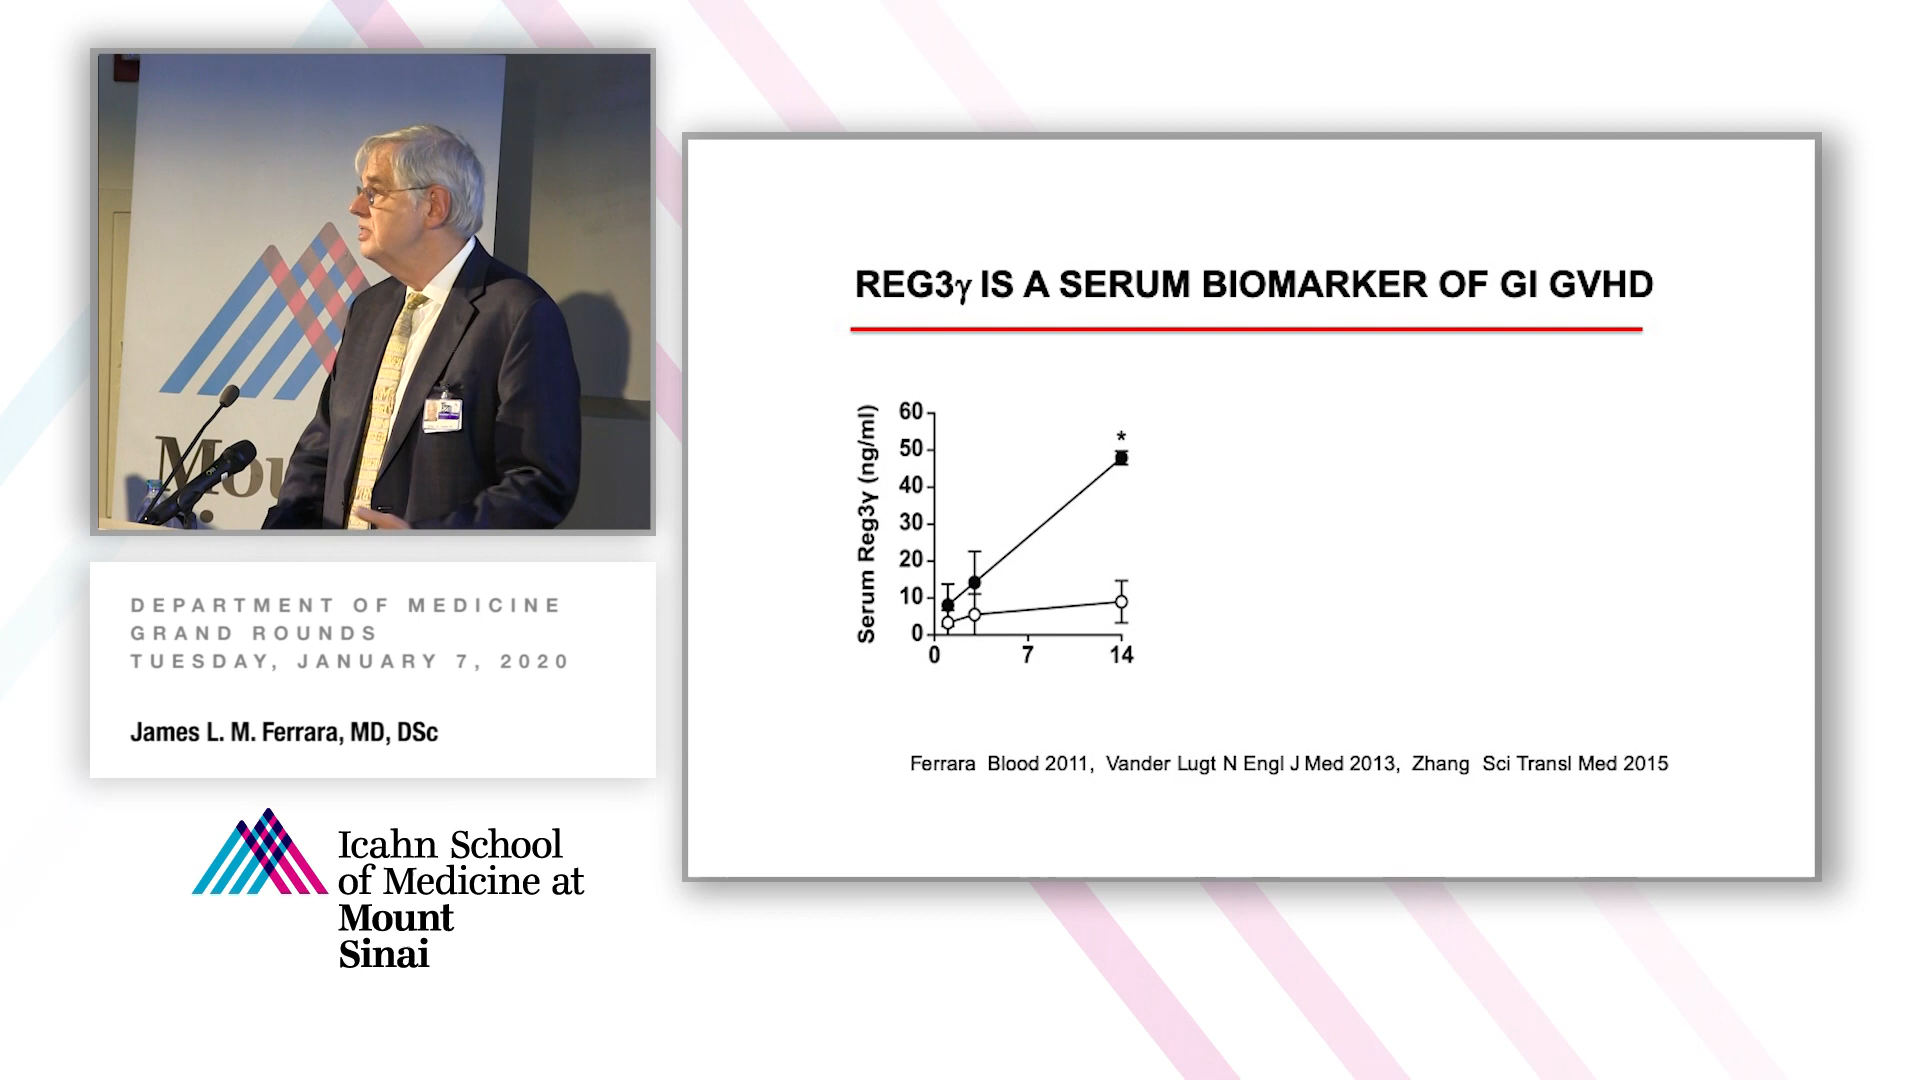 Mou
DEPARTMENT OF MEDICINE
GRAND ROUNDS
TUESDAY, JANUARY 7, 2020
James L. M. Ferrara, MD, DSc
Icahn School
of Medicine at
Mount
Sinai
REG3γ IS A SERUM BIOMARKER OF GI GVHD
Serum Reg3γ (ng/ml)
60
50
40
30
20
10
0
*
0 7 14
Ferrara Blood 2011, Vander Lugt N Engl J Med 2013, Zhang Sci Transl Med 2015